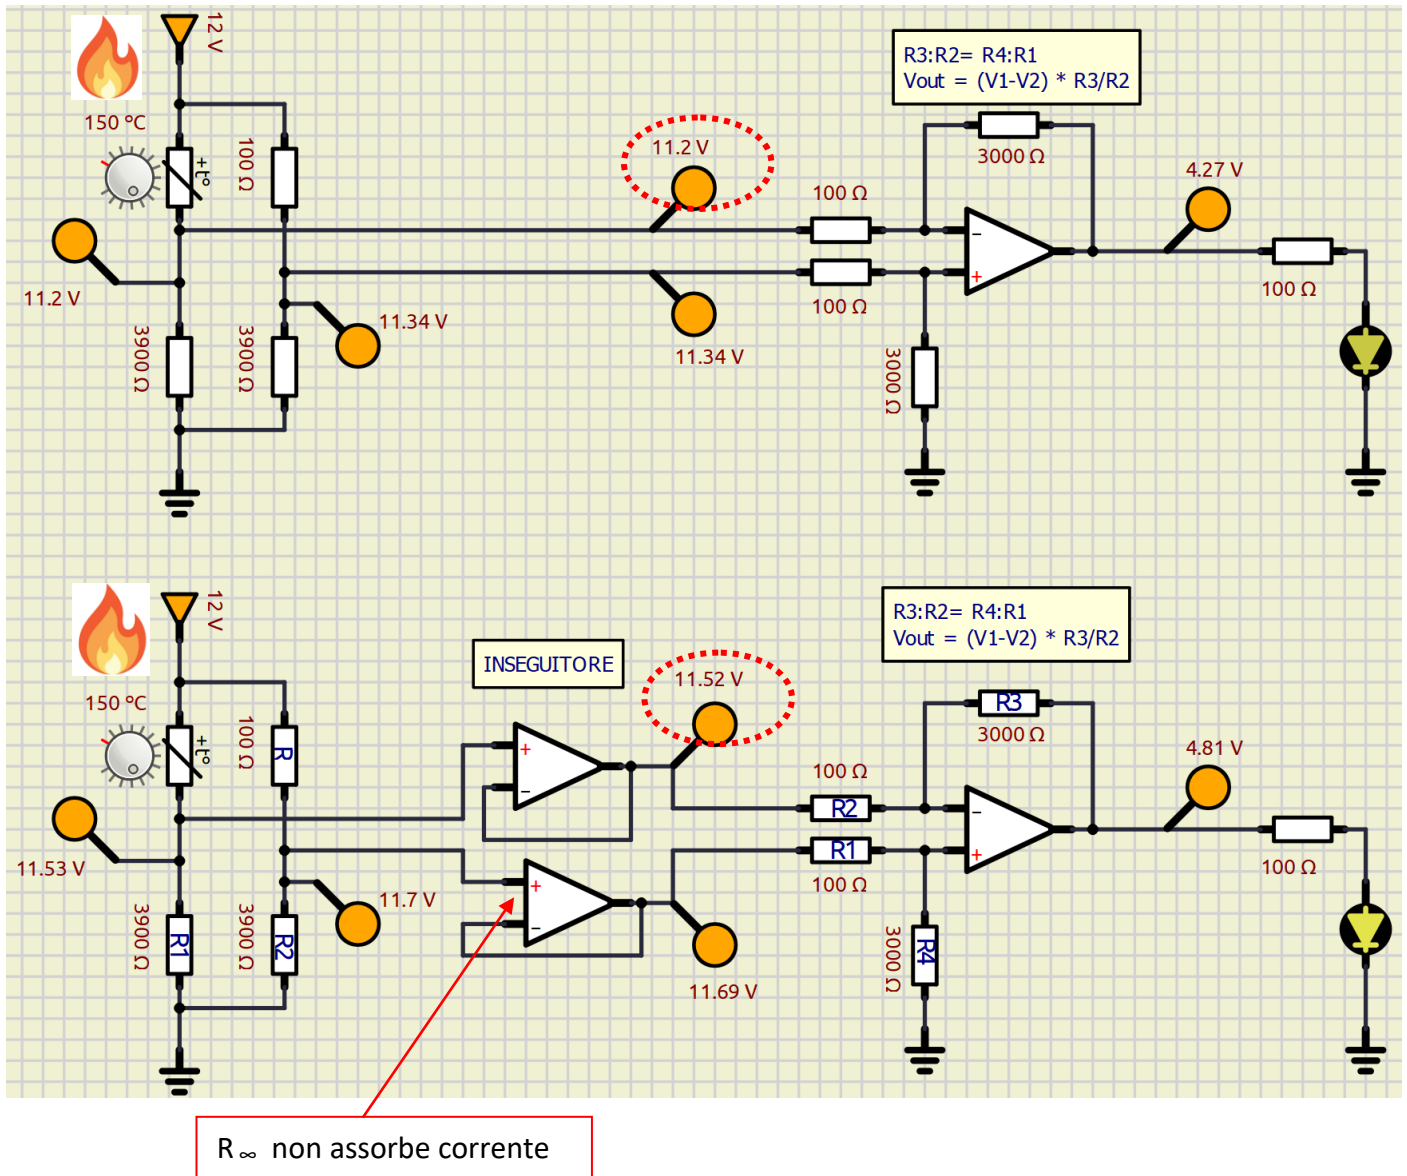 12 V
150 ºC
+t°
100 Ω
11.2 V
3900 Ω
3900 Ω
11.34 V
11.2 V
11.34 V
R3:R2= R4:R1
Vout = (V1-V2) * R3/R2
3000 Ω
100 Ω
100 Ω
−
+
3000 Ω
4.27 V
100 Ω
12 V
150 ºC
+t°
100 Ω
R
11.53 V
3900 Ω
R1
3900 Ω
R2
11.7 V
INSEGUITORE
11.52 V
+
−
+
−
11.69 V
R3:R2= R4:R1
Vout = (V1-V2) * R3/R2
R3
3000 Ω
100 Ω
R2
R1
100 Ω
−
+
3000 Ω
R4
4.81 V
100 Ω
R ∞ non assorbe corrente